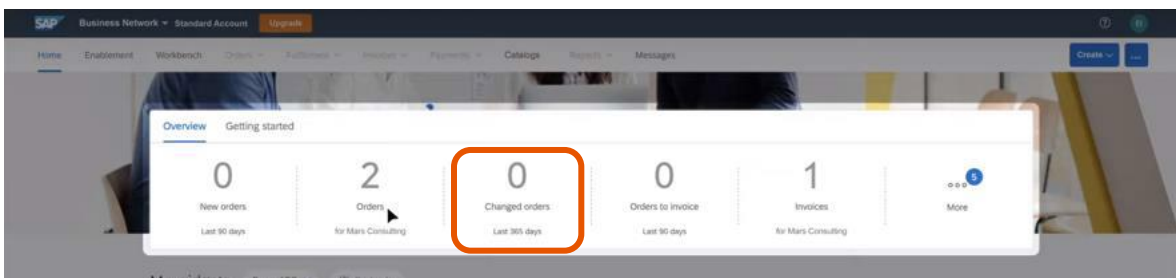 SAP Business Network Standard Account Upgrade
Home Enablement Workbench Orders Fulfillment Invoices Payments Catalogs Reports Messages Create
Overview Getting started
0 2 0 0 1 5
New orders Orders Changed orders Orders to invoice Invoices More
Last 90 days for Mars Consulting Last 365 days Last 90 days for Mars Consulting